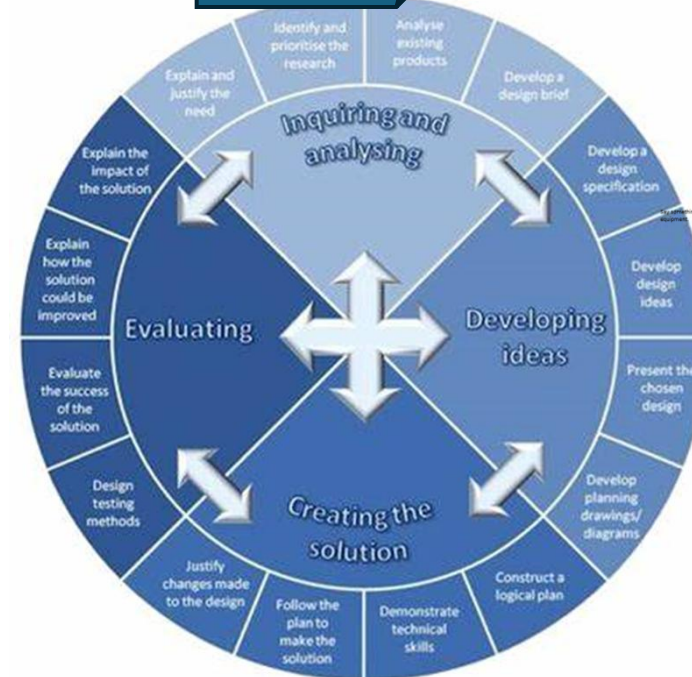 Explain and
justify the
need
Identify and
prioritise the
research
Analyse
existing
products
Develop a
design brief
Inquiring and
analysing
Develop a
design
specification
Develop
design
ideas
Present the
chosen
design
Develop
planning
drawings/
diagrams
Developing
ideas
Construct a
logical plan
Demonstrate
technical
skills
Follow the
plan to
make the
solution
Justify
changes made
to the design
Creating the
solution
Design
testing
methods
Evaluate
the success
of the
solution
Explain
how the
solution
could be
improved
Explain the
impact of
the solution
Evaluating